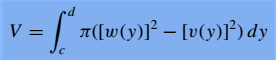 V = ∫_c^d π([w(y)]² − [v(y)]²) dy